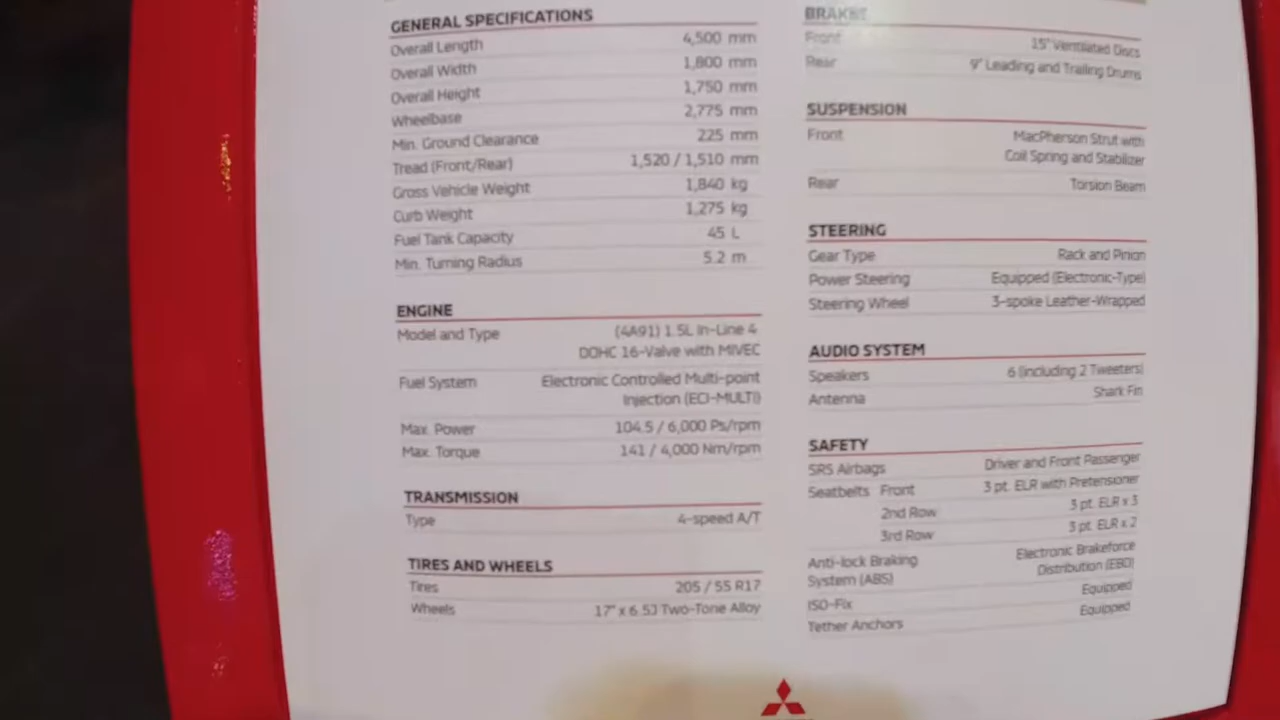 GENERAL SPECIFICATIONS
Overall Length 4,500 mm
Overall Width 1,800 mm
Overall Height 1,750 mm
Wheelbase 2,775 mm
Min. Ground Clearance 225 mm
Tread (Front/Rear) 1,520 / 1,510 mm
Gross Vehicle Weight 1,840 kg
Curb Weight 1,275 kg
Fuel Tank Capacity 45 L
Min. Turning Radius 5.2 m
ENGINE
Model and Type (4A91) 1.5L In-Line 4
DOHC 16-Valve with MIVEC
Fuel System Electronic Controlled Multi-point
Injection (ECI-MULTI)
Max. Power 104.5 / 6,000 Ps/rpm
Max. Torque 141 / 4,000 Nm/rpm
TRANSMISSION
Type 4-speed A/T
TIRES AND WHEELS
Tires 205 / 55 R17
Wheels 17" x 6.5J Two-Tone Alloy
BRAKES
Front 15" Ventilated Discs
Rear 9" Leading and Trailing Drums
SUSPENSION
Front MacPherson Strut with
Coil Spring and Stabilizer
Rear Torsion Beam
STEERING
Gear Type Rack and Pinion
Power Steering Equipped (Electronic-Type)
Steering Wheel 3-spoke Leather-Wrapped
AUDIO SYSTEM
Speakers 6 (including 2 Tweeters)
Antenna Shark Fin
SAFETY
SRS Airbags Driver and Front Passenger
Seatbelts Front 3 pt. ELR with Pretensioner
2nd Row 3 pt. ELR x 3
3rd Row 3 pt. ELR x 2
Anti-lock Braking Electronic Brakeforce
System (ABS) Distribution (EBD)
ISO-Fix Equipped
Tether Anchors Equipped